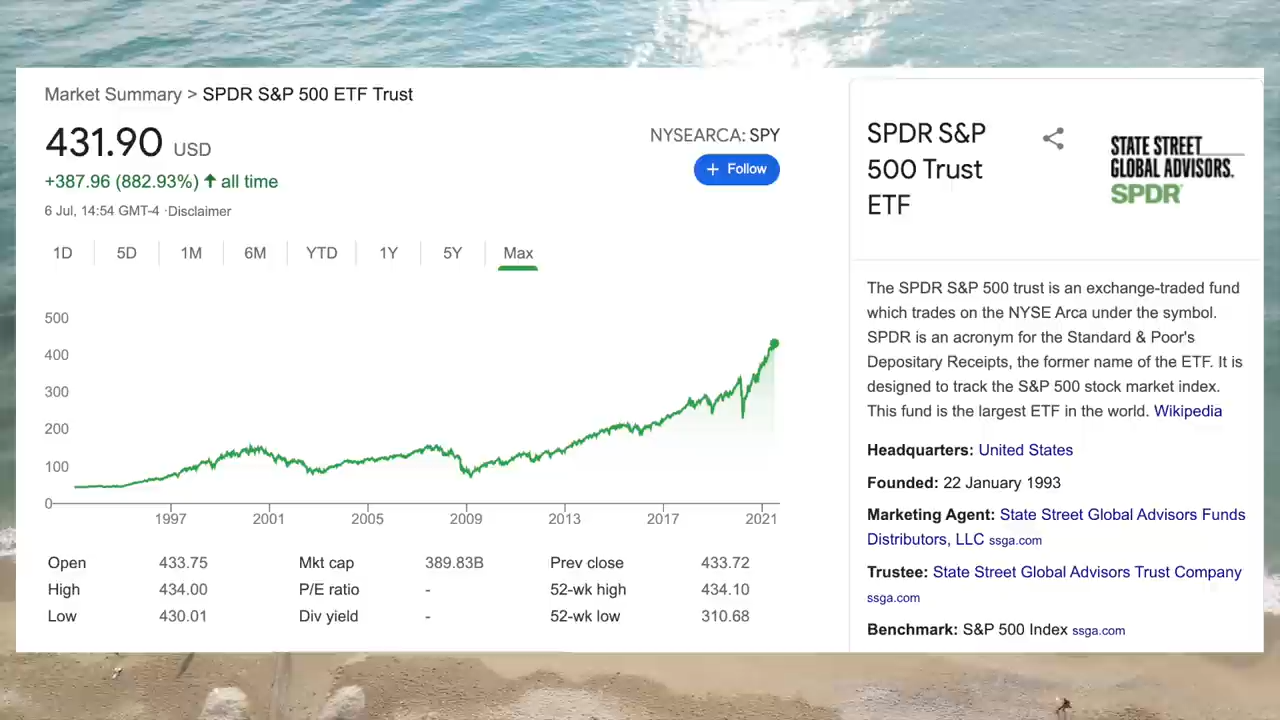 Market Summary > SPDR S&P 500 ETF Trust
431.90 USD
+387.96 (882.93%) ↑ all time
6 Jul, 14:54 GMT-4 · Disclaimer
NYSEARCA: SPY
+ Follow
1D 5D 1M 6M YTD 1Y 5Y Max
500
400
300
200
100
0
1997 2001 2005 2009 2013 2017 2021
Open 433.75 Mkt cap 389.83B Prev close 433.72
High 434.00 P/E ratio - 52-wk high 434.10
Low 430.01 Div yield - 52-wk low 310.68
SPDR S&P
500 Trust
ETF
STATE STREET
GLOBAL ADVISORS.
SPDR®
The SPDR S&P 500 trust is an exchange-traded fund
which trades on the NYSE Arca under the symbol.
SPDR is an acronym for the Standard & Poor's
Depositary Receipts, the former name of the ETF. It is
designed to track the S&P 500 stock market index.
This fund is the largest ETF in the world. Wikipedia
Headquarters: United States
Founded: 22 January 1993
Marketing Agent: State Street Global Advisors Funds
Distributors, LLC ssga.com
Trustee: State Street Global Advisors Trust Company
ssga.com
Benchmark: S&P 500 Index ssga.com